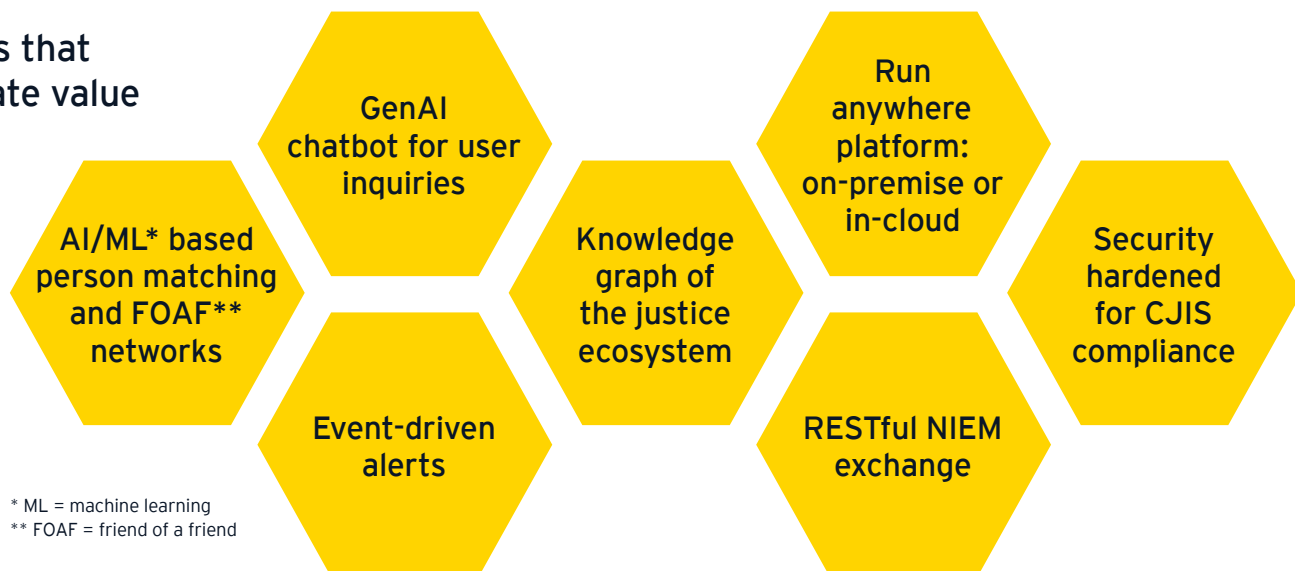 s that
ate value
GenAI
chatbot for user
inquiries
Run
anywhere
platform:
on-premise or
in-cloud
AI/ML* based
person matching
and FOAF**
networks
Knowledge
graph of
the justice
ecosystem
Security
hardened
for CJIS
compliance
Event-driven
alerts
RESTful NIEM
exchange
* ML = machine learning
** FOAF = friend of a friend